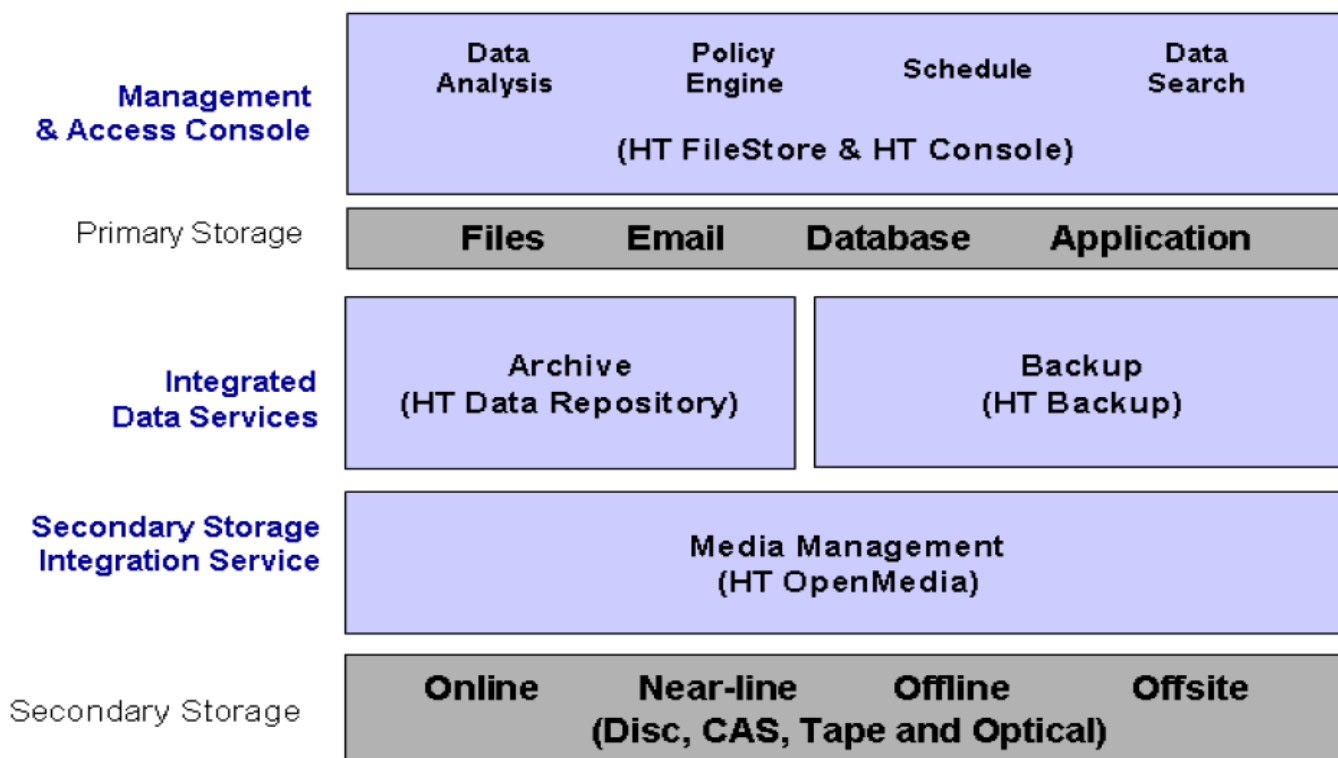 Data Analysis
Policy Engine
Schedule
Data Search
Management
& Access Console
(HT FileStore & HT Console)
Primary Storage
Files Email Database Application
Integrated
Data Services
Archive
(HT Data Repository)
Backup
(HT Backup)
Secondary Storage
Integration Service
Media Management
(HT OpenMedia)
Secondary Storage
Online Near-line Offline Offsite
(Disc, CAS, Tape and Optical)